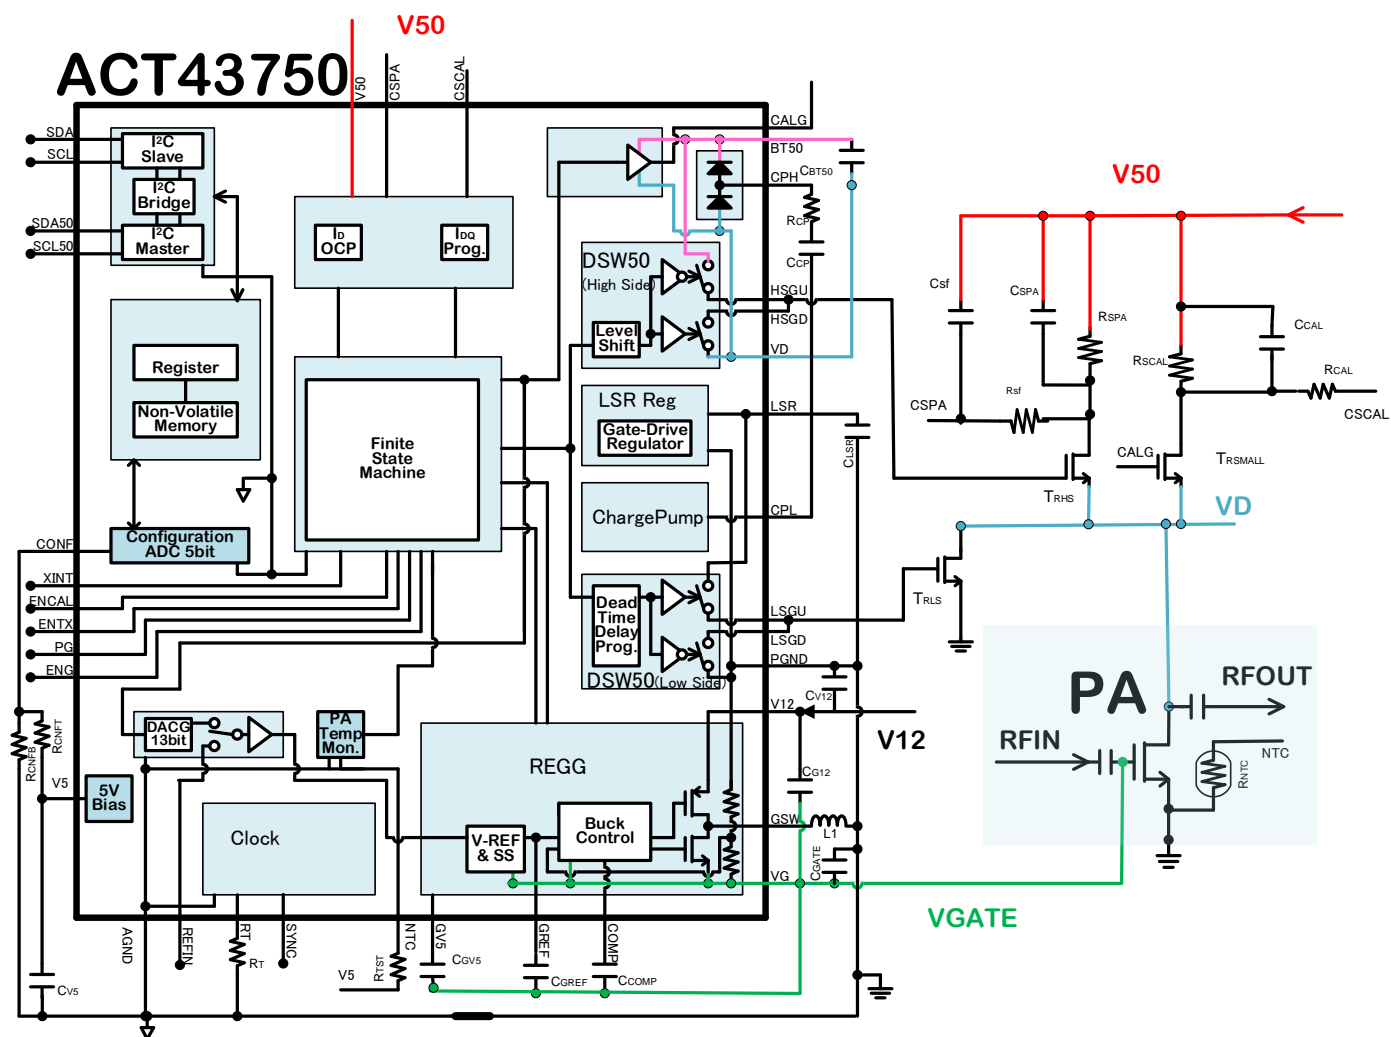 V50
ACT43750
V50
CSPA
CSCAL
CALG
SDA
I²C
Slave
SCL
BT50
CBT50
I²C
Bridge
CPH
V50
RCP
SDA50
I²C
Master
SCL50
ID
OCP
IDQ
Prog.
CCP
DSW50
(High Side)
HSGU
HSGD
Level
Shift
VD
Csf
CSPA
RSPA
CCAL
RSCAL
RCAL
Register
Non-Volatile
Memory
Finite
State
Machine
LSR Reg
Gate-Drive
Regulator
LSR
CLSR
Rsf
CSPA
CSCAL
CALG
TRSMALL
TRHS
ChargePump
CPL
VD
CONF
Configuration
ADC 5bit
XINT
ENCAL
ENTX
PG
ENG
Dead
Time
Delay
Prog.
DSW50(Low Side)
LSGU
LSGD
PGND
TRLS
CV12
V12
V12
PA
RFOUT
RFIN
NTC
RNTC
RCNFB
RCNFT
DACG
13bit
PA
Temp
Mon.
REGG
CG12
V5
5V
Bias
Clock
V-REF
& SS
Buck
Control
GSW
L1
CGATE
VG
VGATE
AGND
REFIN
RT
SYNC
NTC
GV5
GREF
COMP
RT
V5
RTST
CGV5
CGREF
CCOMP
CV5